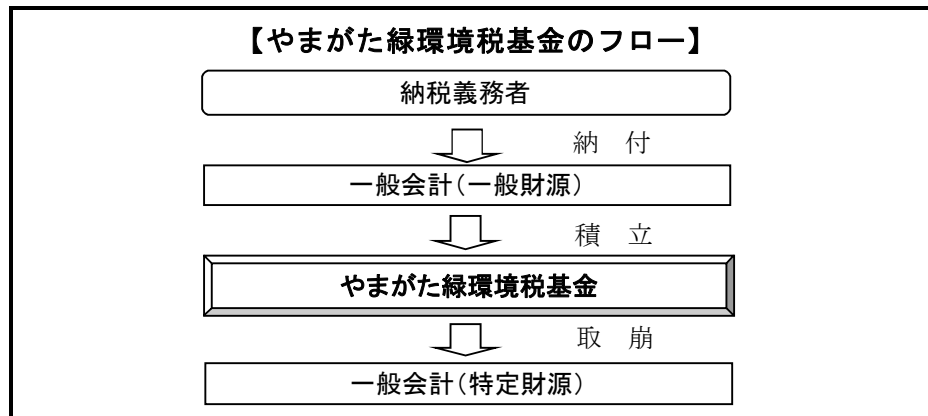 【やまがた緑環境税基金のフロー】
納税義務者
納　付
一般会計（一般財源）
積　立
やまがた緑環境税基金
取　崩
一般会計（特定財源）